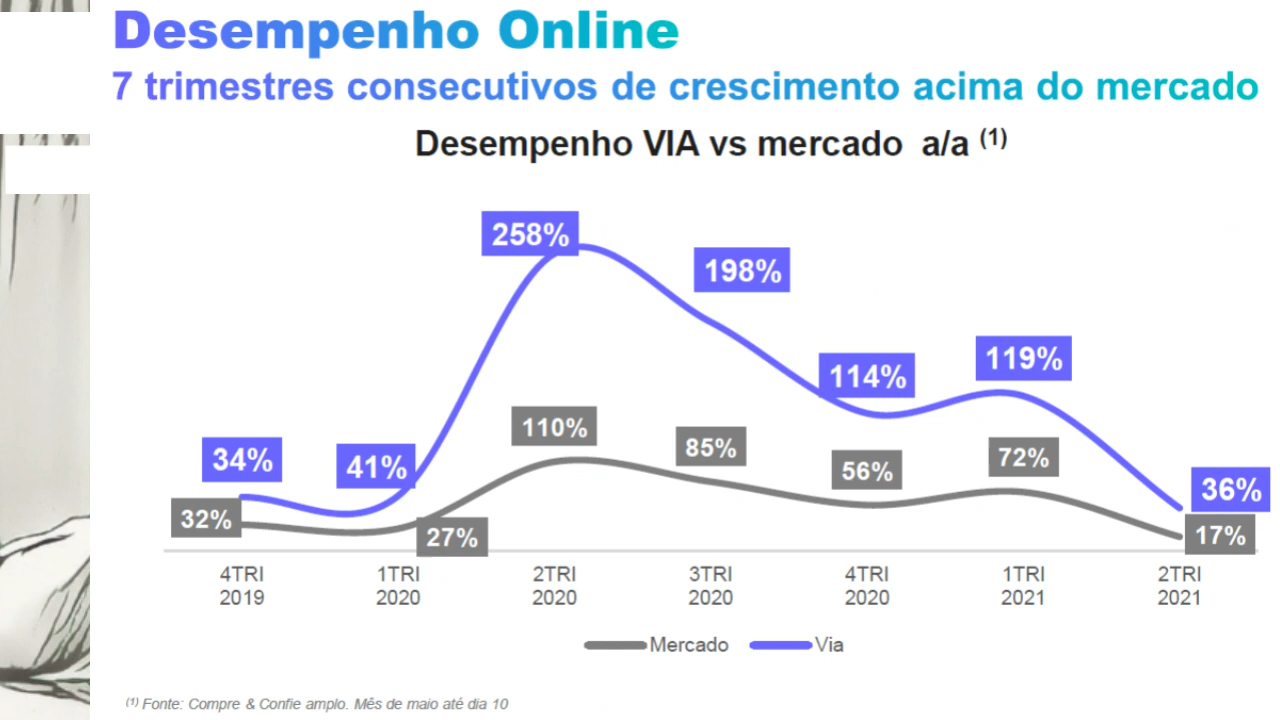 Desempenho Online
7 trimestres consecutivos de crescimento acima do mercado
Desempenho VIA vs mercado a/a (1)
258%
198%
114%
119%
34%
41%
36%
110%
85%
56%
72%
32%
27%
17%
4TRI 1TRI 2TRI 3TRI 4TRI 1TRI 2TRI
2019 2020 2020 2020 2020 2021 2021
Mercado Via
(1) Fonte: Compre & Confie amplo. Mês de maio até dia 10